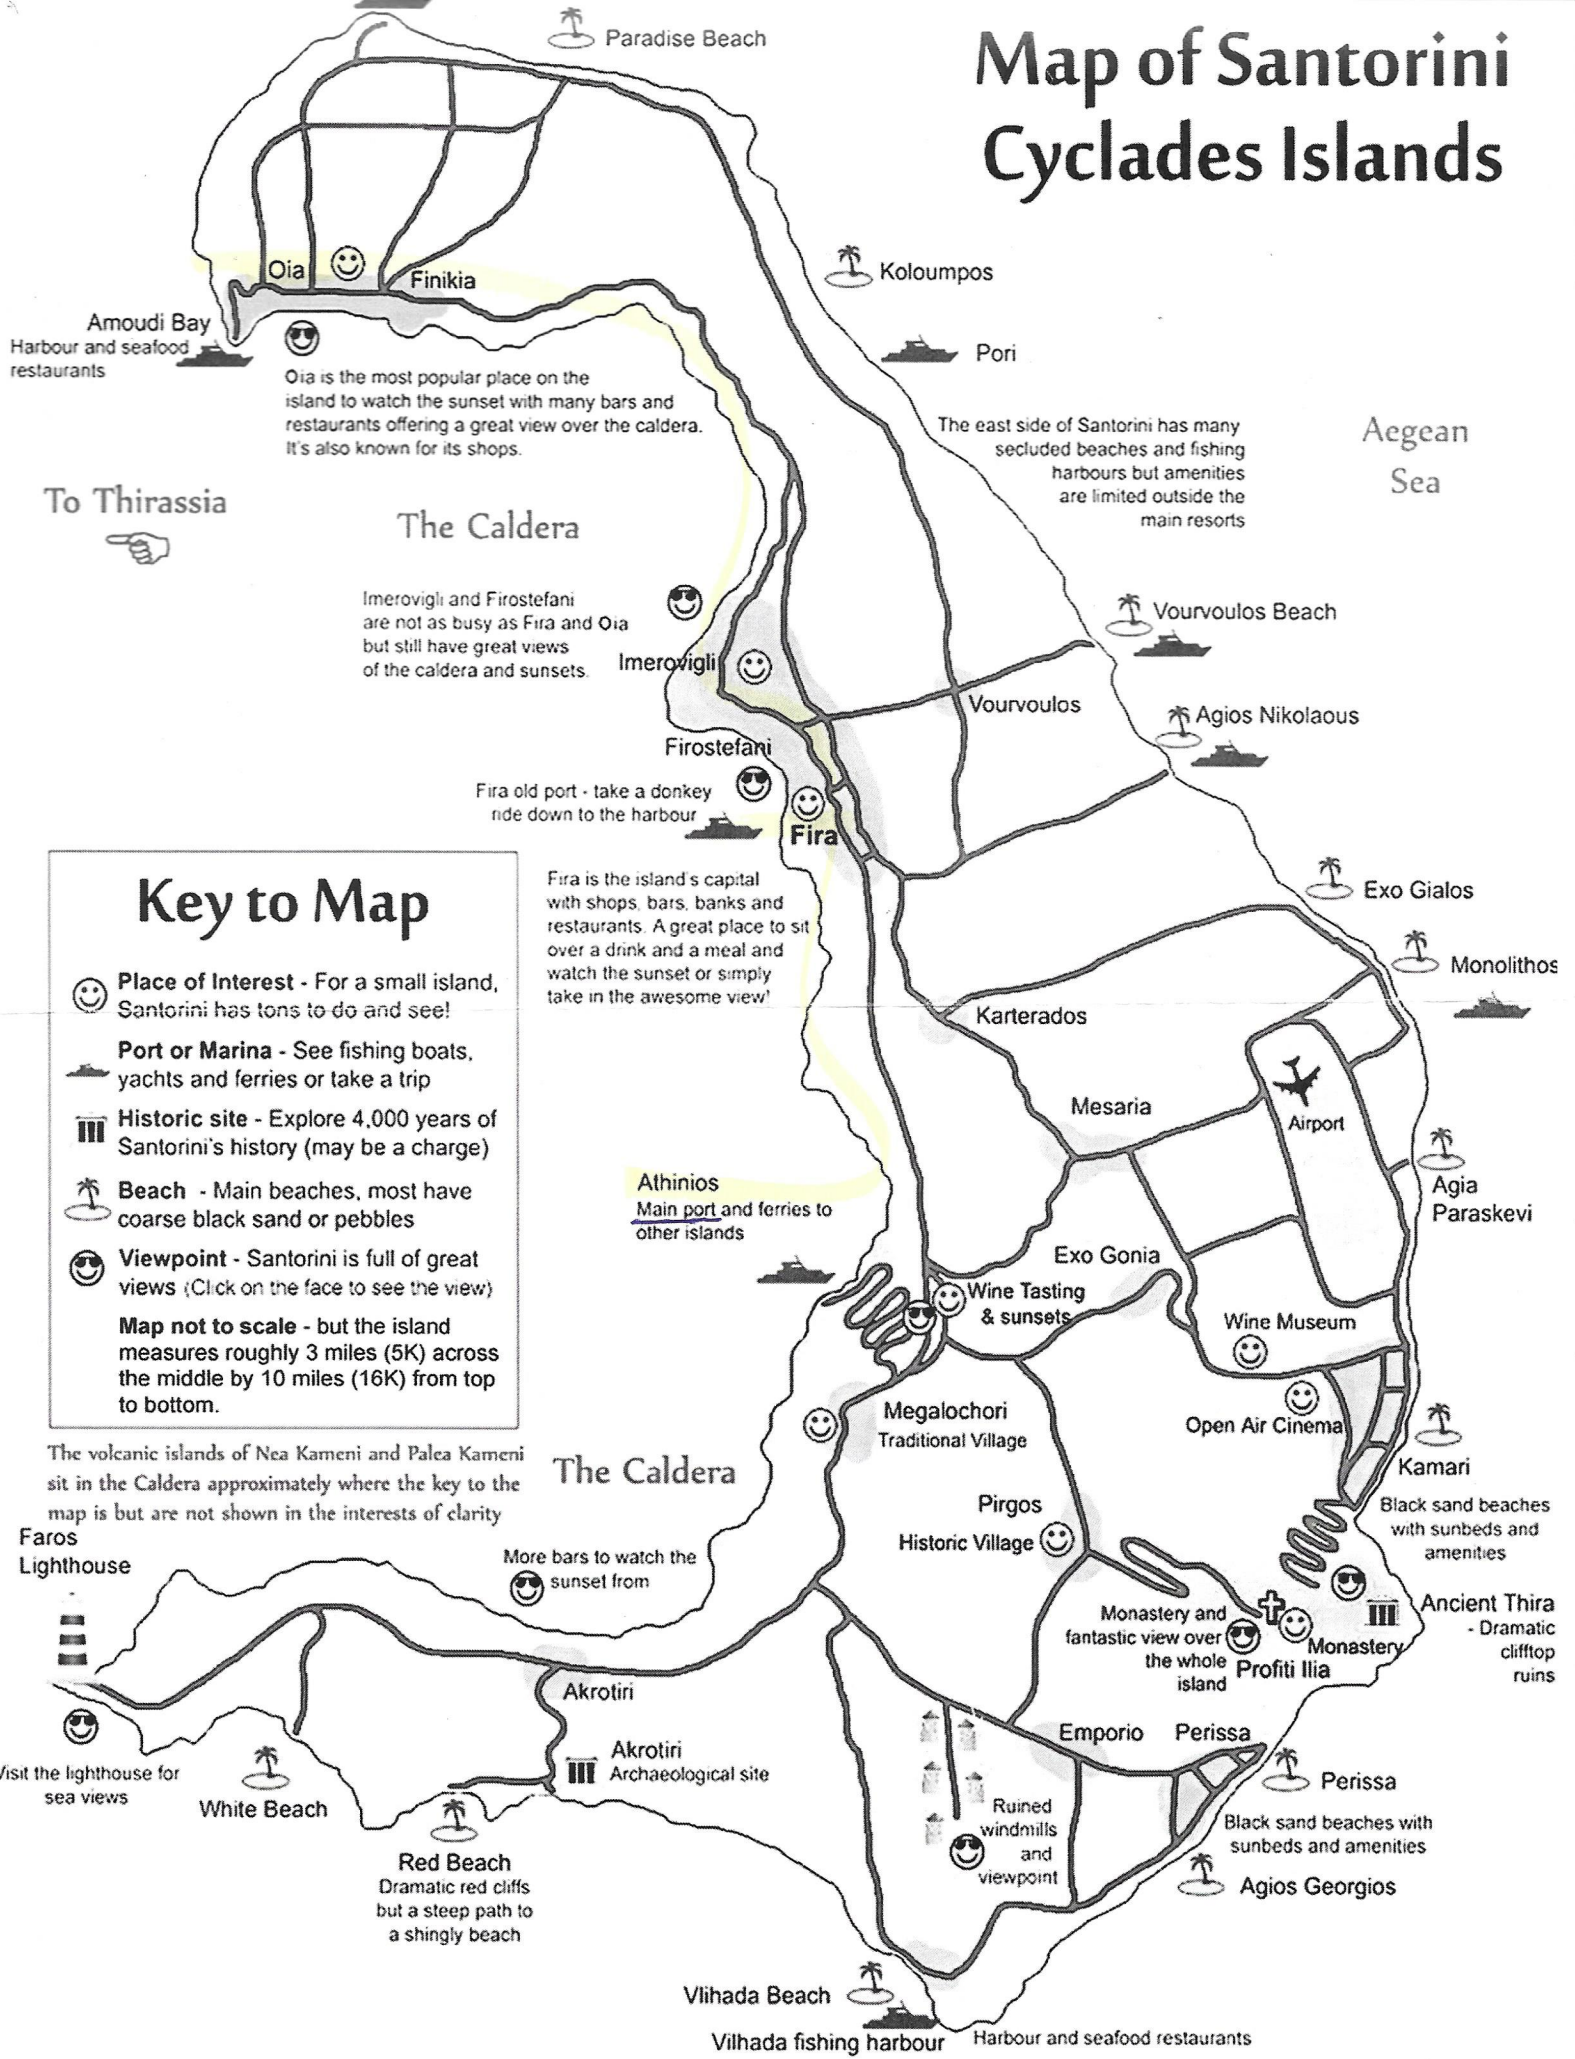 Map of Santorini
Cyclades Islands
Paradise Beach
Koloumpos
Oia
Finikia
Amoudi Bay
Harbour and seafood
restaurants
Pori
Oia is the most popular place on the
island to watch the sunset with many bars and
restaurants offering a great view over the caldera.
It's also known for its shops.
The east side of Santorini has many
secluded beaches and fishing
harbours but amenities
are limited outside the
main resorts
Aegean
Sea
To Thirassia
The Caldera
Imerovigli and Firostefani
are not as busy as Fira and Oia
but still have great views
of the caldera and sunsets.
Imerovigli
Vourvoulos Beach
Vourvoulos
Agios Nikolaous
Firostefani
Fira old port - take a donkey
ride down to the harbour
Fira
Fira is the island's capital
with shops, bars, banks and
restaurants. A great place to sit
over a drink and a meal and
watch the sunset or simply
take in the awesome view!
Exo Gialos
Monolithos
Key to Map
Place of Interest - For a small island,
Santorini has tons to do and see!
Port or Marina - See fishing boats,
yachts and ferries or take a trip
Historic site - Explore 4,000 years of
Santorini's history (may be a charge)
Beach - Main beaches, most have
coarse black sand or pebbles
Viewpoint - Santorini is full of great
views (Click on the face to see the view)
Map not to scale - but the island
measures roughly 3 miles (5K) across
the middle by 10 miles (16K) from top
to bottom.
Karterados
Mesaria
Airport
Athinios
Main port and ferries to
other islands
Agia
Paraskevi
Exo Gonia
Wine Tasting
& sunsets
Wine Museum
Open Air Cinema
Megalochori
Traditional Village
Kamari
Black sand beaches
with sunbeds and
amenities
The volcanic islands of Nea Kameni and Palea Kameni
sit in the Caldera approximately where the key to the
map is but are not shown in the interests of clarity
The Caldera
Pirgos
Historic Village
Faros
Lighthouse
More bars to watch the
sunset from
Monastery and
fantastic view over
the whole
island
Monastery
Profiti Ilia
Ancient Thira
- Dramatic
clifftop
ruins
Akrotiri
Akrotiri
Archaeological site
Emporio
Perissa
Perissa
Black sand beaches with
sunbeds and amenities
Visit the lighthouse for
sea views
White Beach
Red Beach
Dramatic red cliffs
but a steep path to
a shingly beach
Ruined
windmills
and
viewpoint
Agios Georgios
Vlihada Beach
Vilhada fishing harbour
Harbour and seafood restaurants